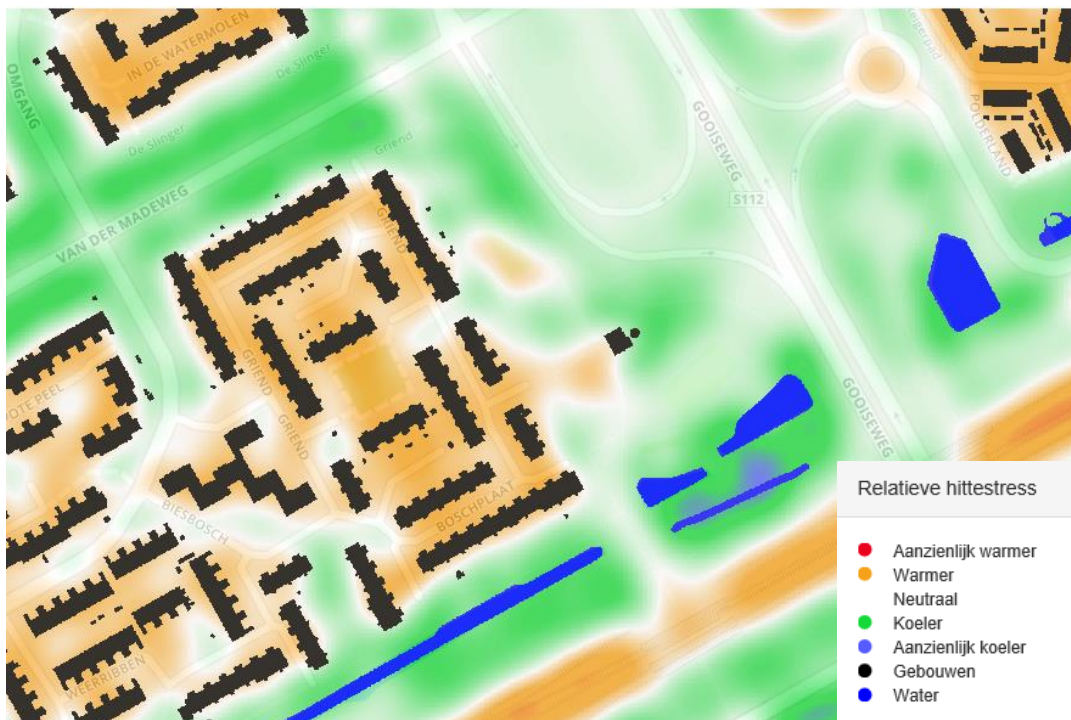 IN DE WATERMOLEN
De Slinger
OMGANG
De Slinger
Griend
VAN DER MADEWEG
GOOISEWEG
S112
POLDERLAND
GRIEND
GRIEND
GRIEND
GOOISEWEG
BOSCHPLAAT
BIESBOSCH
WEERRIBBEN
Relatieve hittestress
Aanzienlijk warmer
Warmer
Neutraal
Koeler
Aanzienlijk koeler
Gebouwen
Water